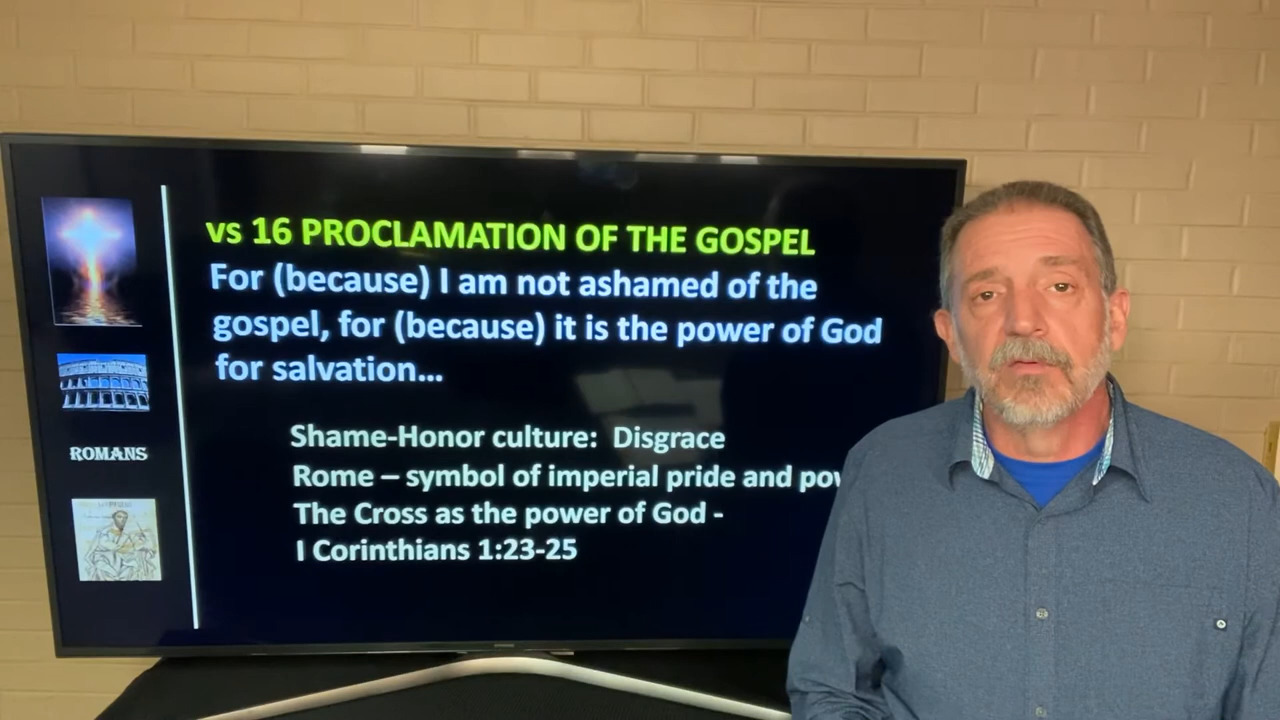 vs 16 PROCLAMATION OF THE GOSPEL
For (because) I am not ashamed of the
gospel, for (because) it is the power of God
for salvation...
Shame-Honor culture: Disgrace
Rome – symbol of imperial pride and pow
The Cross as the power of God -
I Corinthians 1:23-25
ROMANS